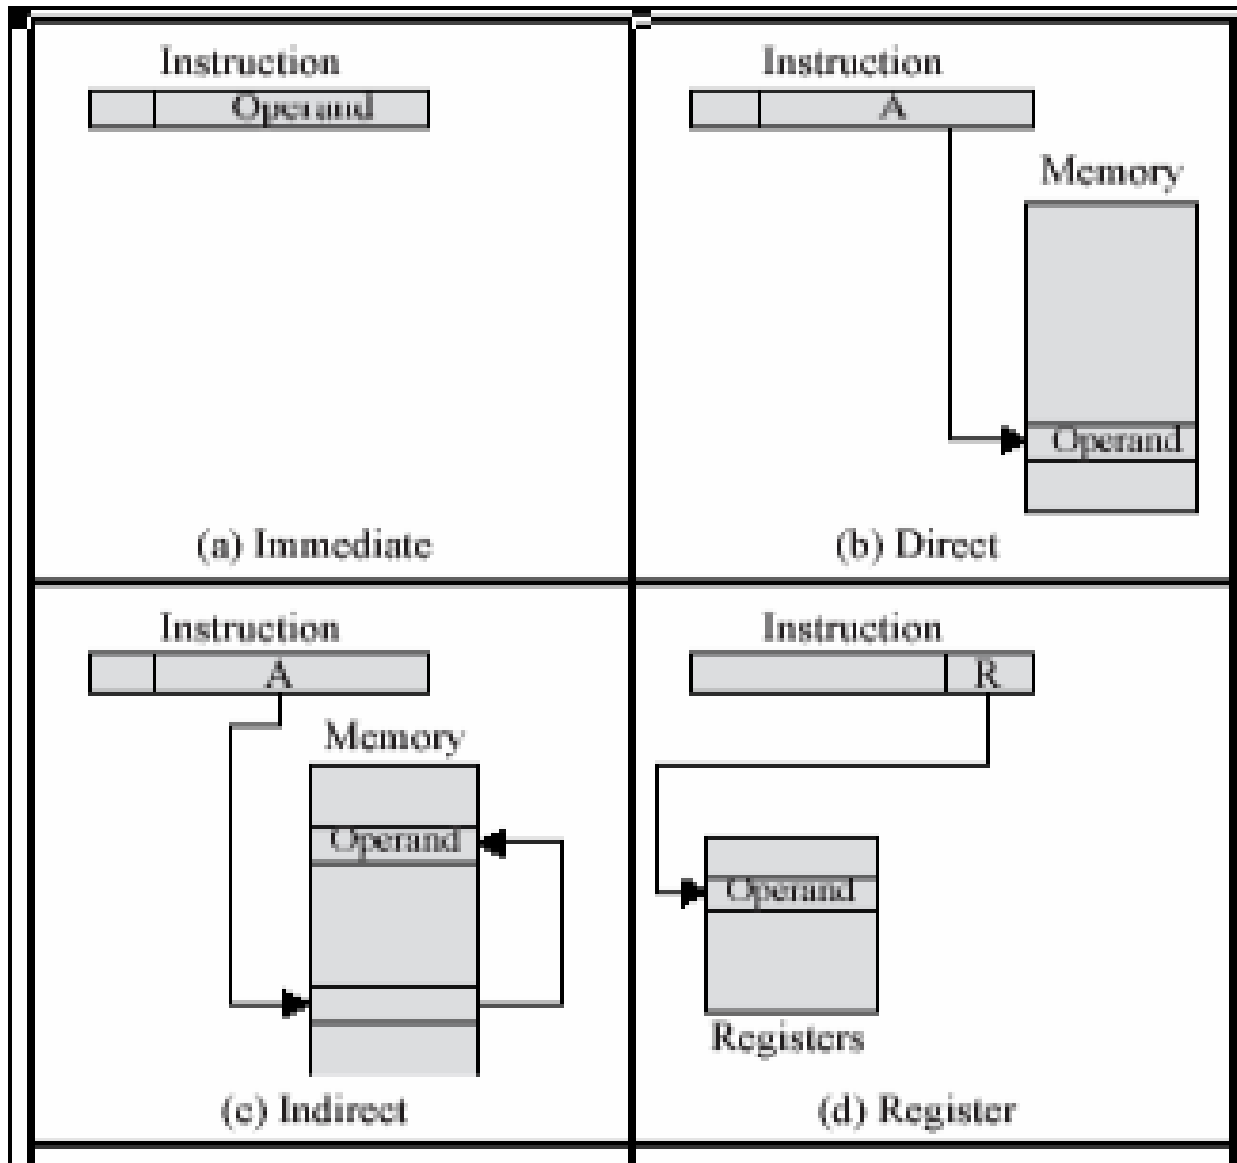 Instruction
Operand
(a) Immediate
Instruction
A
Memory
Operand
(b) Direct
Instruction
A
Memory
Operand
(c) Indirect
Instruction
R
Operand
Registers
(d) Register